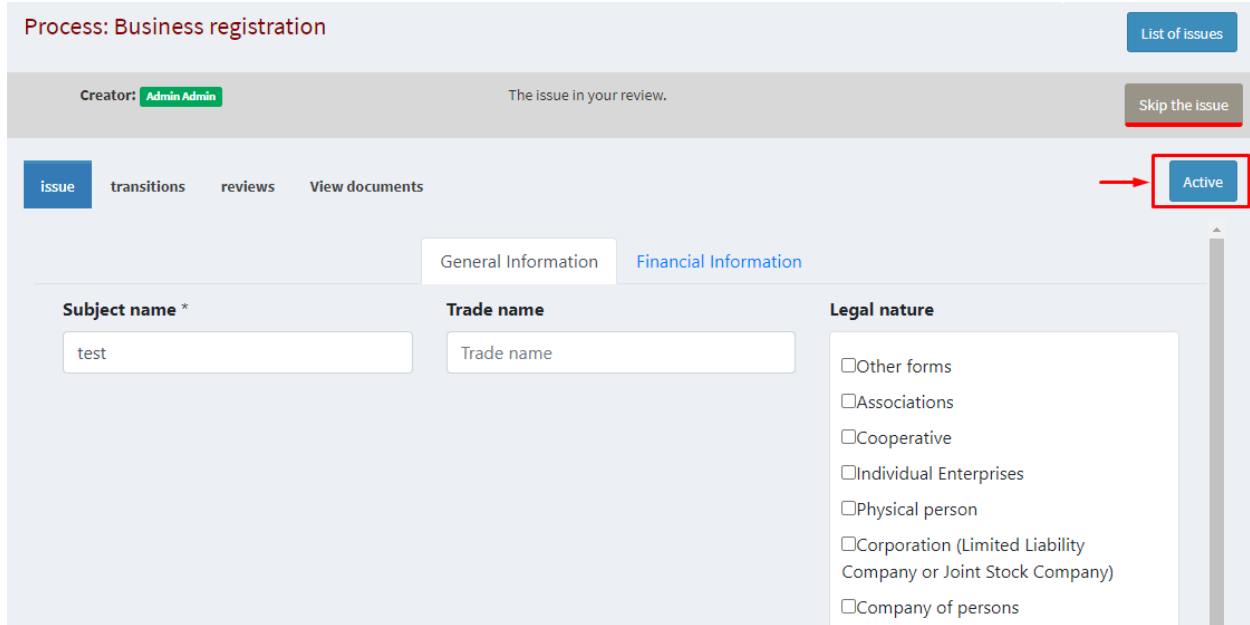 Process: Business registration
List of issues
Creator: Admin Admin
The issue in your review.
Skip the issue
issue
transitions
reviews
View documents
Active
General Information
Financial Information
Subject name *
Trade name
Legal nature
test
Trade name
Other forms
Associations
Cooperative
Individual Enterprises
Physical person
Corporation (Limited Liability
Company or Joint Stock Company)
Company of persons